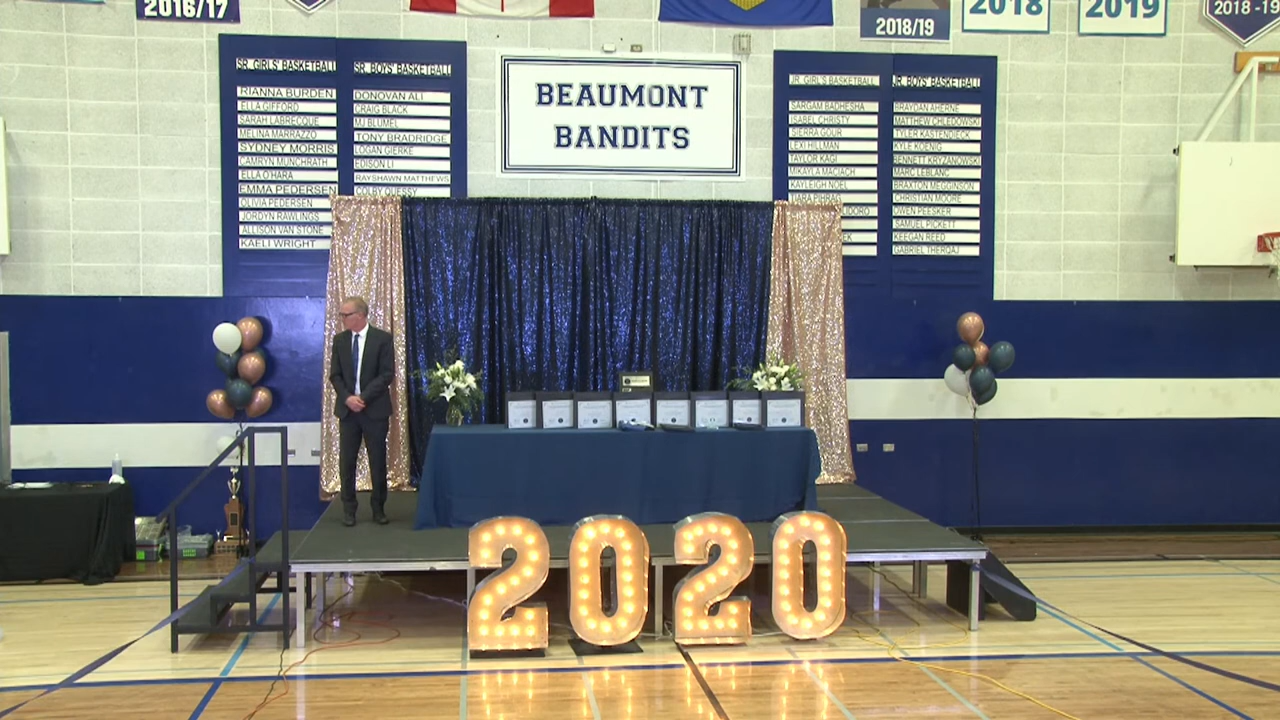 2016/17
2018/19
2018
2019
2018-19
BEAUMONT
BANDITS
SR. GIRLS' BASKETBALL
RIANNA BURDEN
ELLA GIFFORD
SARAH LABRECQUE
MELINA MARRAZZO
SYDNEY MORRIS
CAMRYN MUNCHRATH
ELLA O'HARA
EMMA PEDERSEN
OLIVIA PEDERSEN
JORDYN RAWLINGS
ALLISON VAN STONE
KAELI WRIGHT
SR. BOYS' BASKETBALL
DONOVAN ALI
CRAIG BLACK
MJ BLUMEL
TONY BRADRIDGE
LOGAN GIERKE
EDISON LI
RAYSHAWN MATTHEWS
COLBY QUESSY
JR. GIRL'S BASKETBALL
SARGAM BADHESHA
ISABEL CHRISTY
SIERRA GOUR
LEXI HILLMAN
TAYLOR KAGI
MIKAYLA MACIACH
KAYLEIGH NOEL
JR. BOYS' BASKETBALL
BRAYDAN AHERNE
MATTHEW CHLEDOWSKI
TYLER KASTENDIECK
KYLE KOENIG
BENNETT KRYZANOWSKI
MARC LEBLANC
BRAXTON MEGGINSON
CHRISTIAN MOORE
OWEN PEESKER
SAMUEL PICKETT
KEEGAN REED
GABRIEL THEROAJ
2020